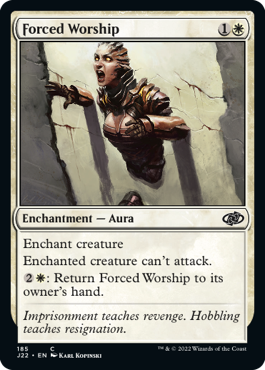 Forced Worship 1
Enchantment — Aura
Enchant creature
Enchanted creature can't attack.
2: Return Forced Worship to its
owner's hand.
Imprisonment teaches revenge. Hobbling
teaches resignation.
185 C
J22 • EN Karl Kopinski
™ & © 2022 Wizards of the Coast